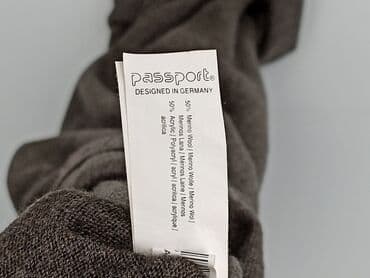 passport®
DESIGNED IN GERMANY
50% Merino Wool / Merino Wolle / Merino Wol /
Merinos Lana / Merinos Laine / Merinos
50% Acrylic / Polyacryl / acryl / acrilica / acrylique /
acrilica